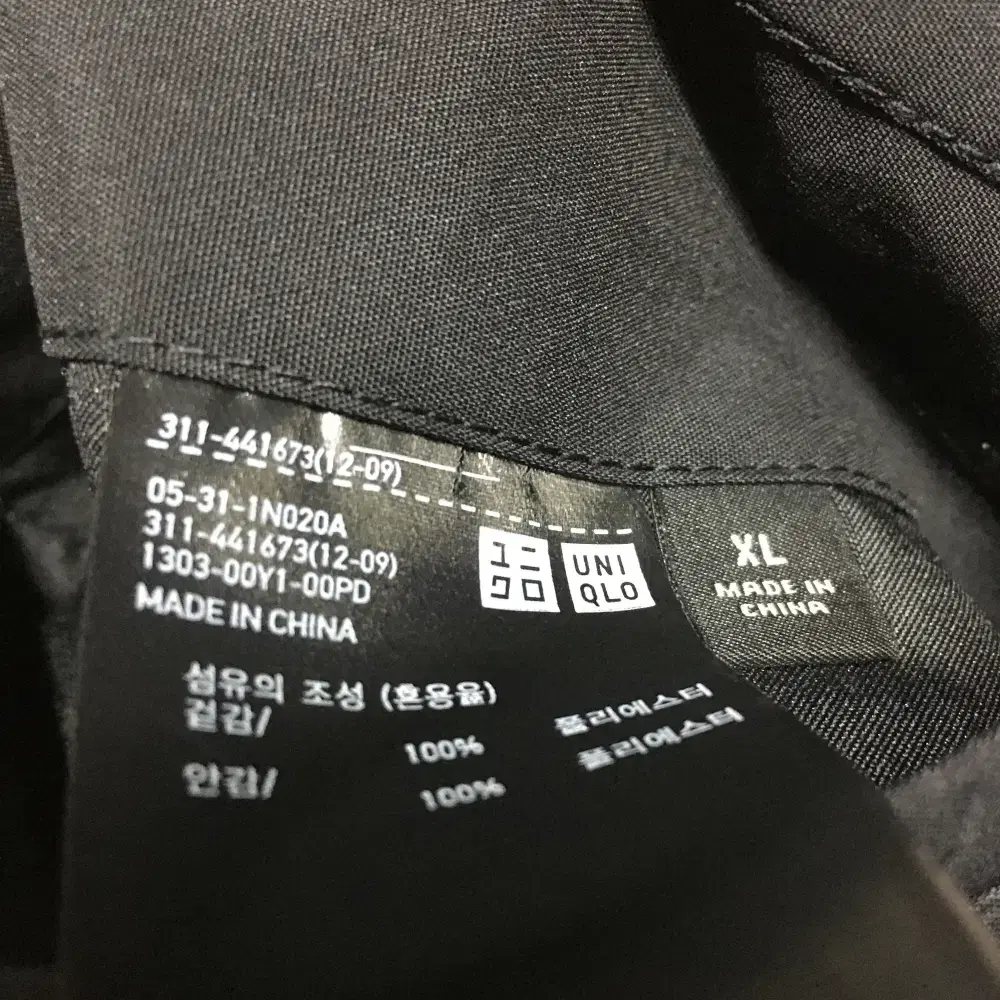 311-441673(12-09)
05-31-1N020A
311-441673(12-09)
1303-00Y1-00PD
MADE IN CHINA
ユニ
クロ
UNI
QLO
XL
MADE IN
CHINA
섬유의 조성 (혼용율)
겉감/ 100% 폴리에스터
안감/ 100% 폴리에스터